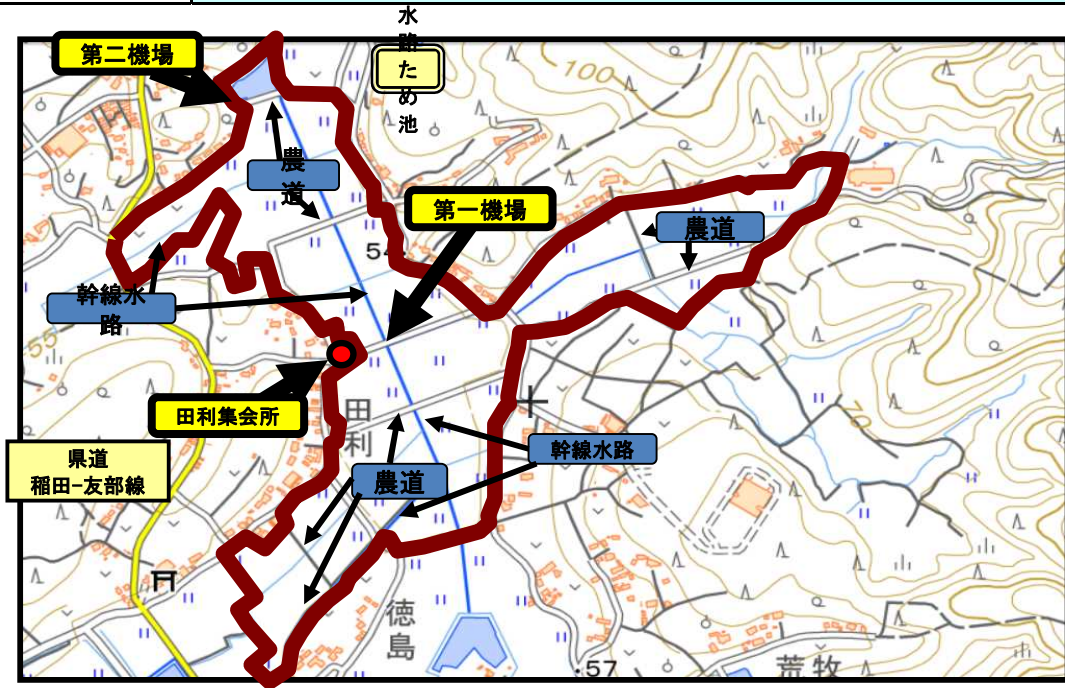 水路ため池
第二機場
100
農道
第一機場
農道
54
幹線水路
55
田利集会所
田利
幹線水路
県道
稲田-友部線
農道
徳島
57
荒牧